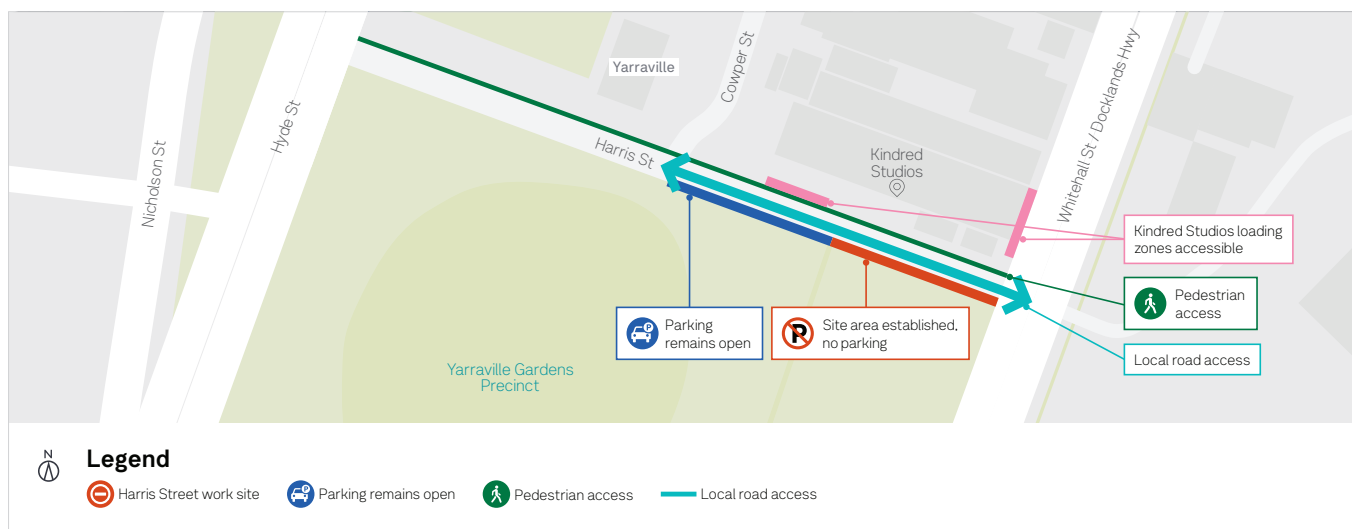 Nicholson St
Hyde St
Yarraville
Cowper St
Harris St
Kindred
Studios
Whitehall St / Docklands Hwy
Kindred Studios loading
zones accessible
Pedestrian
access
Local road access
P
Parking
remains open
P
Site area established,
no parking
Yarraville Gardens
Precinct
N
Legend
Harris Street work site
P
Parking remains open
Pedestrian access
Local road access